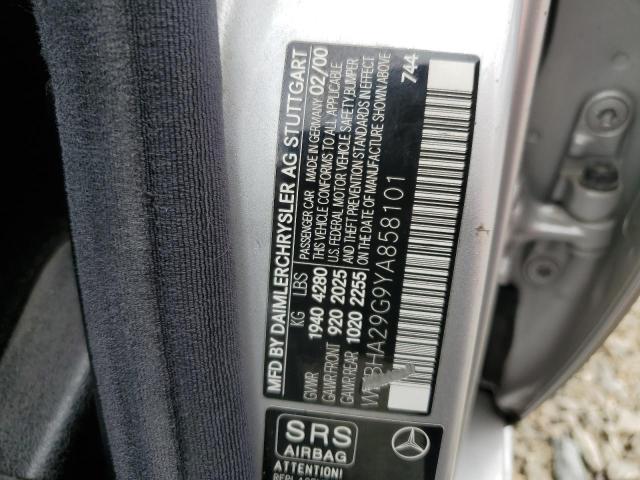 MFD BY DAIMLERCHRYSLER AG STUTTGART
KG LBS PASSENGER CAR MADE IN GERMANY 02/00
GVWR 1940 4280 THIS VEHICLE CONFORMS TO ALL APPLICABLE
GAWR FRONT 920 2025 U.S. FEDERAL MOTOR VEHICLE SAFETY, BUMPER
GAWR REAR 1020 2255 AND THEFT PREVENTION STANDARDS IN EFFECT
ON THE DATE OF MANUFACTURE SHOWN ABOVE
HA29G9YA858101 744
SRS
AIRBAG
ATTENTION!